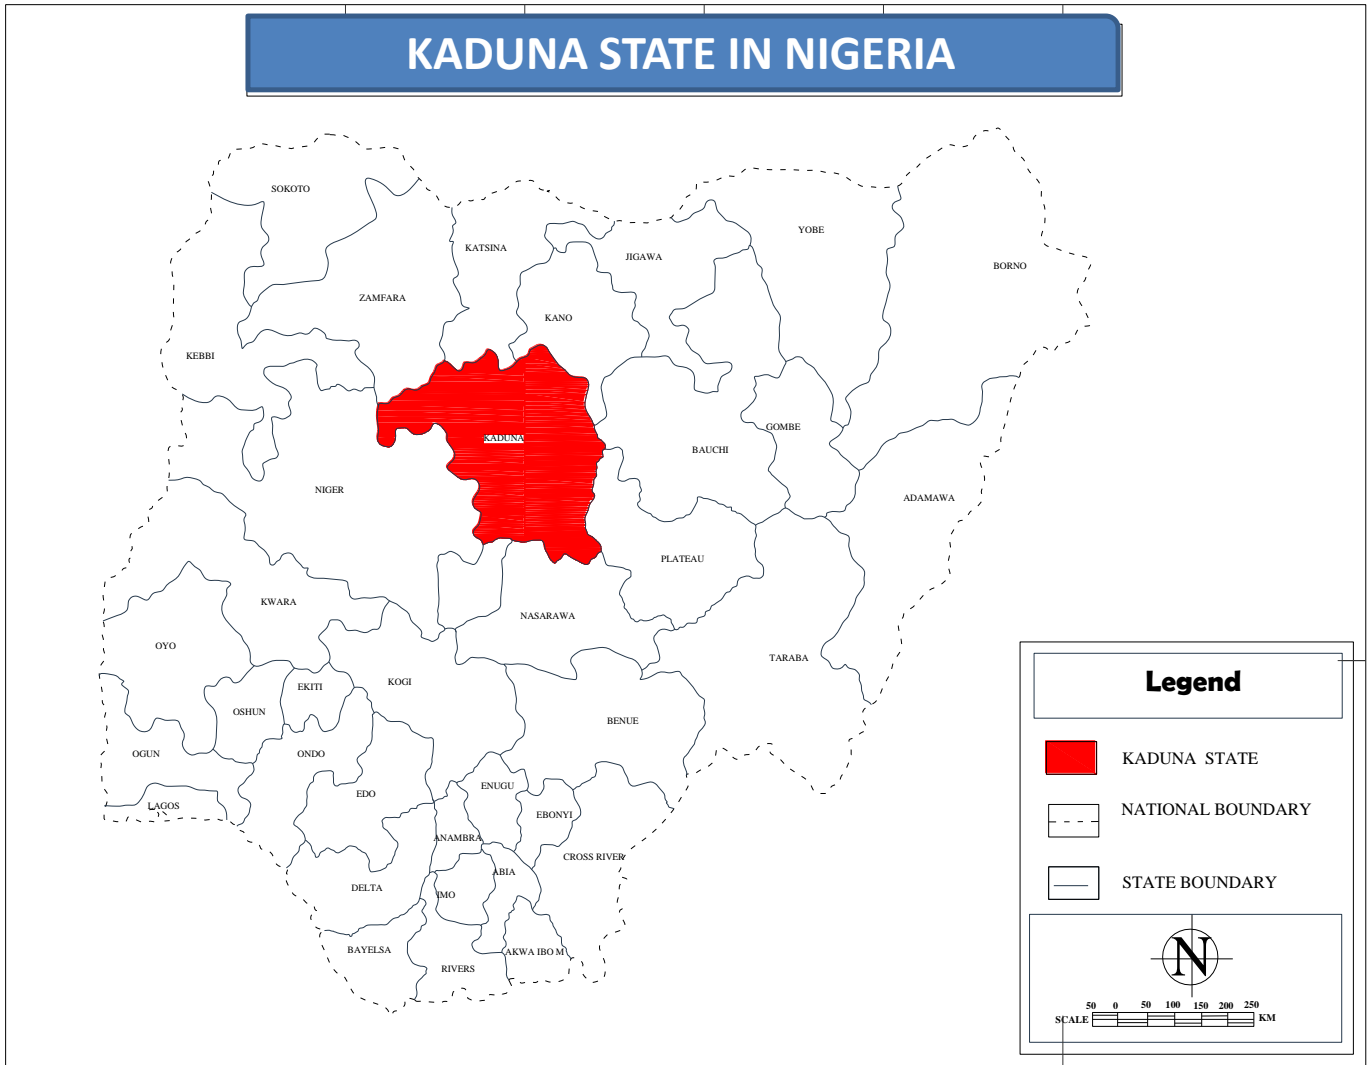 KADUNA STATE IN NIGERIA
SOKOTO
KATSINA
YOBE
JIGAWA
BORNO
ZAMFARA
KANO
KEBBI
KADUNA
GOMBE
BAUCHI
NIGER
ADAMAWA
PLATEAU
KWARA
NASARAWA
OYO
TARABA
EKITI
KOGI
OSHUN
BENUE
OGUN
ONDO
ENUGU
EDO
LAGOS
EBONYI
ANAMBRA
CROSS RIVER
ABIA
DELTA
IMO
BAYELSA
AKWA IBO M
RIVERS
Legend
KADUNA STATE
NATIONAL BOUNDARY
STATE BOUNDARY
N
50 0 50 100 150 200 250
SCALE KM